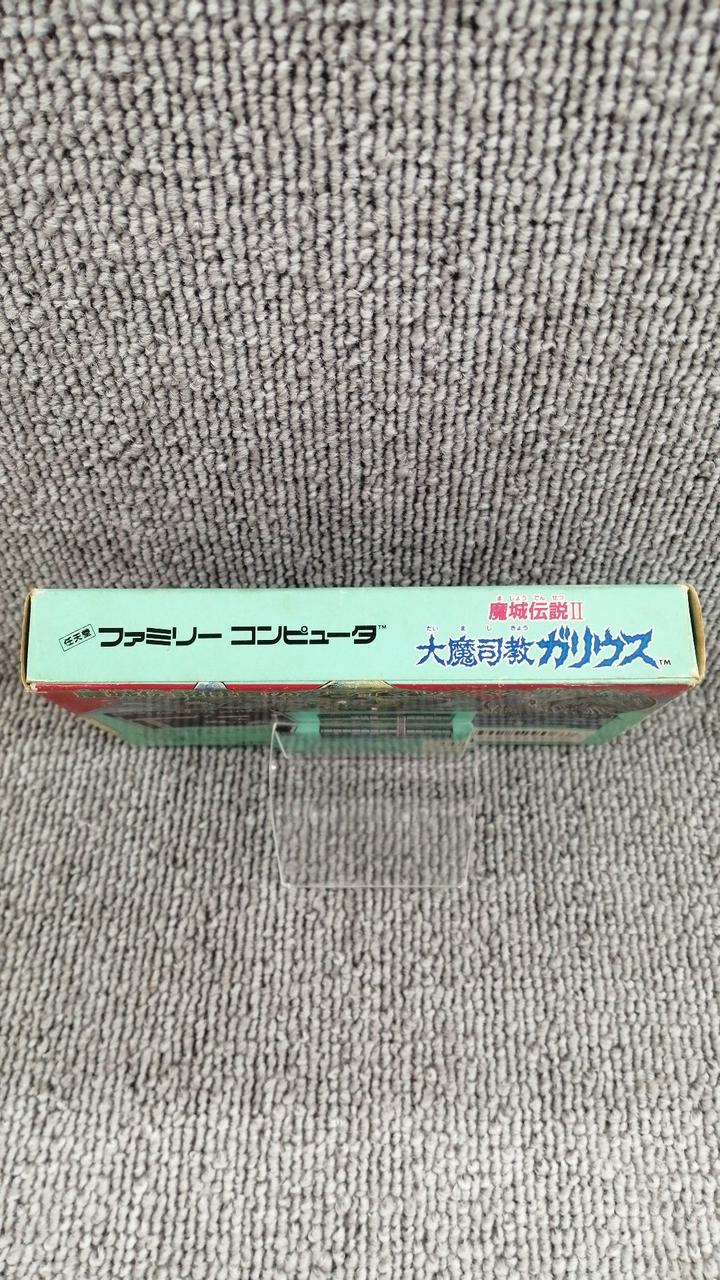 任天堂 ファミリー コンピュータ™
ま じょう でん せつ
魔城伝説II
だい ま し きょう
大魔司教ガリウス™